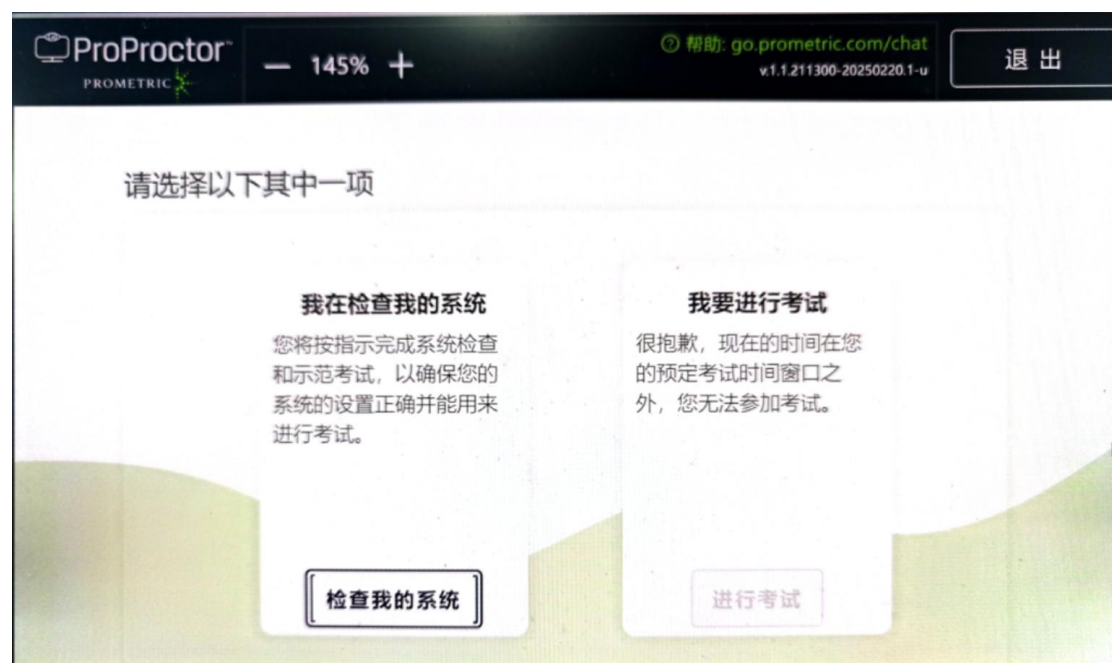 ProProctor™
PROMETRIC
— 145% +
? 帮助: go.prometric.com/chat
v.1.1.211300-20250220.1-u
退出
请选择以下其中一项
我在检查我的系统
您将按指示完成系统检查
和示范考试，以确保您的
系统的设置正确并能用来
进行考试。
检查我的系统
我要进行考试
很抱歉，现在的时间在您
的预定考试时间窗口之
外，您无法参加考试。
进行考试